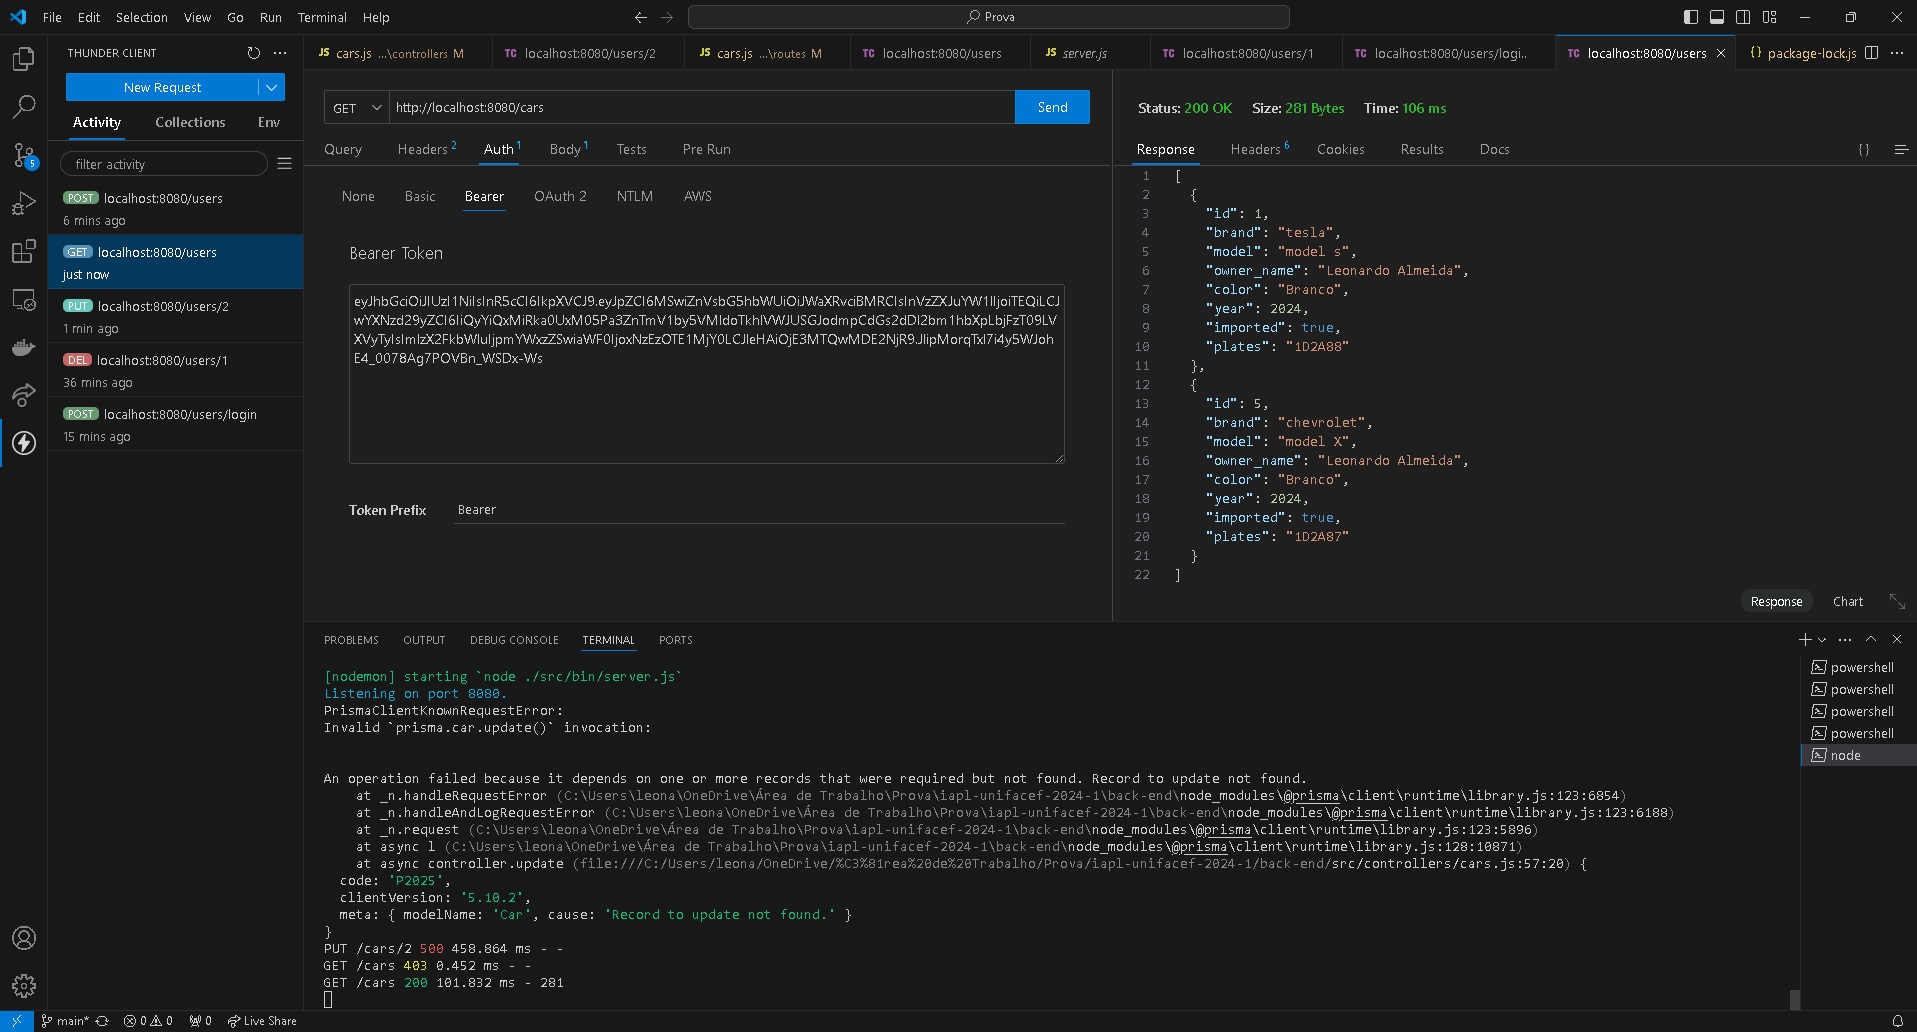 File Edit Selection View Go Run Terminal Help
Prova
THUNDER CLIENT
New Request
Activity Collections Env
filter activity
POST localhost:8080/users
6 mins ago
GET localhost:8080/users
just now
PUT localhost:8080/users/2
1 min ago
DEL localhost:8080/users/1
36 mins ago
POST localhost:8080/users/login
15 mins ago
5
JS cars.js ...\controllers M
TC localhost:8080/users/2
JS cars.js ...\routes M
TC localhost:8080/users
JS server.js
TC localhost:8080/users/1
TC localhost:8080/users/logi...
TC localhost:8080/users
{} package-lock.js
GET http://localhost:8080/cars Send
Query Headers 2 Auth 1 Body 1 Tests Pre Run
None Basic Bearer OAuth 2 NTLM AWS
Bearer Token
Token Prefix Bearer
Status: 200 OK Size: 281 Bytes Time: 106 ms
Response Headers 6 Cookies Results Docs {}
1 [
2 {
3 "id": 1,
4 "brand": "tesla",
5 "model": "model s",
6 "owner_name": "Leonardo Almeida",
7 "color": "Branco",
8 "year": 2024,
9 "imported": true,
10 "plates": "1D2A88"
11 },
12 {
13 "id": 5,
14 "brand": "chevrolet",
15 "model": "model X",
16 "owner_name": "Leonardo Almeida",
17 "color": "Branco",
18 "year": 2024,
19 "imported": true,
20 "plates": "1D2A87"
21 }
22 ]
Response Chart
PROBLEMS OUTPUT DEBUG CONSOLE TERMINAL PORTS
[nodemon] starting `node ./src/bin/server.js`
Listening on port 8080.
PrismaClientKnownRequestError:
Invalid `prisma.car.update()` invocation:
An operation failed because it depends on one or more records that were required but not found. Record to update not found.
at _n.handleRequestError (C:\Users\leona\OneDrive\Área de Trabalho\Prova\iapl-unifacef-2024-1\back-end\node_modules\@prisma\client\runtime\library.js:123:6854)
at _n.handleAndLogRequestError (C:\Users\leona\OneDrive\Área de Trabalho\Prova\iapl-unifacef-2024-1\back-end\node_modules\@prisma\client\runtime\library.js:123:6188)
at _n.request (C:\Users\leona\OneDrive\Área de Trabalho\Prova\iapl-unifacef-2024-1\back-end\node_modules\@prisma\client\runtime\library.js:123:5896)
at async l (C:\Users\leona\OneDrive\Área de Trabalho\Prova\iapl-unifacef-2024-1\back-end\node_modules\@prisma\client\runtime\library.js:128:10871)
at async controller.update (file:///C:/Users/leona/OneDrive/%C3%81rea%20de%20Trabalho/Prova/iapl-unifacef-2024-1/back-end/src/controllers/cars.js:57:20) {
code: 'P2025',
clientVersion: '5.10.2',
meta: { modelName: 'Car', cause: 'Record to update not found.' }
}
PUT /cars/2 500 458.864 ms - -
GET /cars 403 0.452 ms - -
GET /cars 200 101.832 ms - 281
powershell
powershell
powershell
powershell
node
main* 0 0 0 Live Share